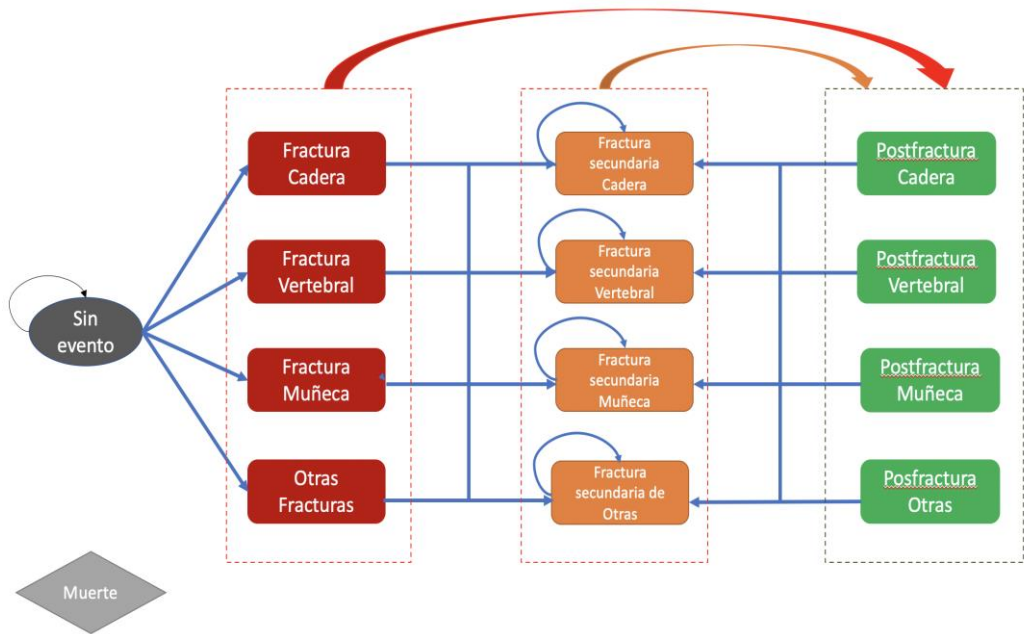 Sin
evento
Fractura
Cadera
Fractura
Vertebral
Fractura
Muñeca
Otras
Fracturas
Fractura
secundaria
Cadera
Fractura
secundaria
Vertebral
Fractura
secundaria
Muñeca
Fractura
secundaria de
Otras
Postfractura
Cadera
Postfractura
Vertebral
Postfractura
Muñeca
Posfractura
Otras
Muerte